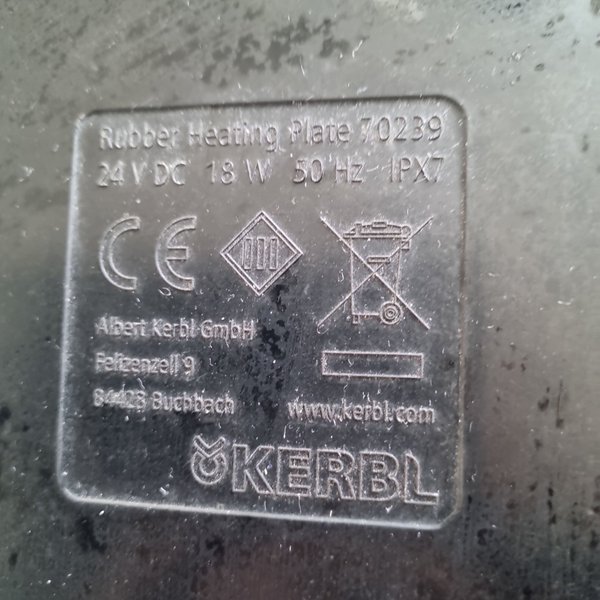 Rubber Heating Plate 70239
24 V DC 18 W 50 Hz IPX7
CE
Albert Kerbl GmbH
Felizenzell 9
84428 Buchbach
www.kerbl.com
KERBL